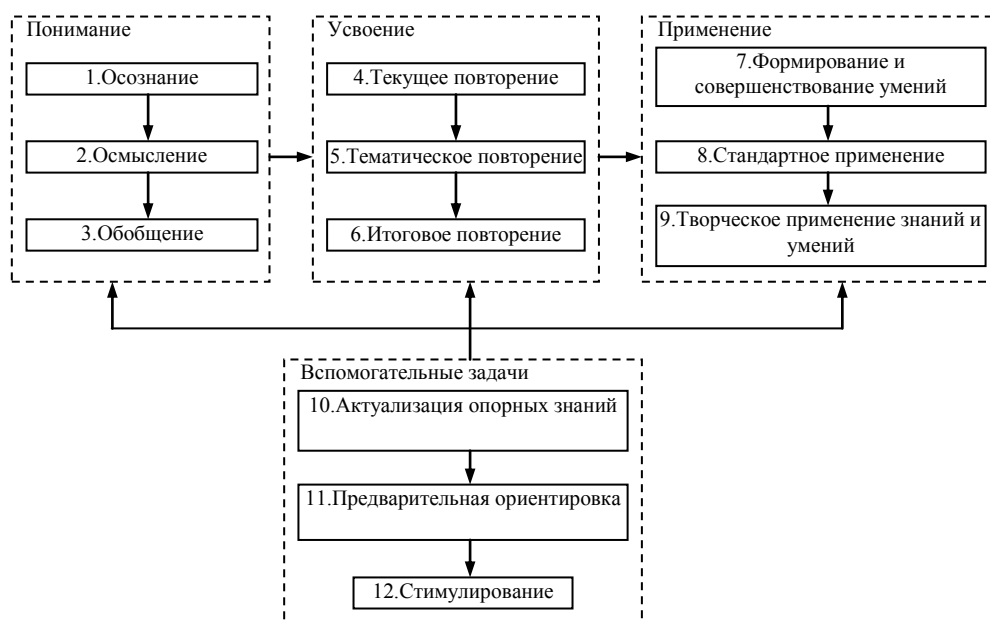 Понимание
1.Осознание
2.Осмысление
3.Обобщение
Усвоение
4.Текущее повторение
5.Тематическое повторение
6.Итоговое повторение
Применение
7.Формирование и
совершенствование умений
8.Стандартное применение
9.Творческое применение знаний и
умений
Вспомогательные задачи
10.Актуализация опорных знаний
11.Предварительная ориентировка
12.Стимулирование